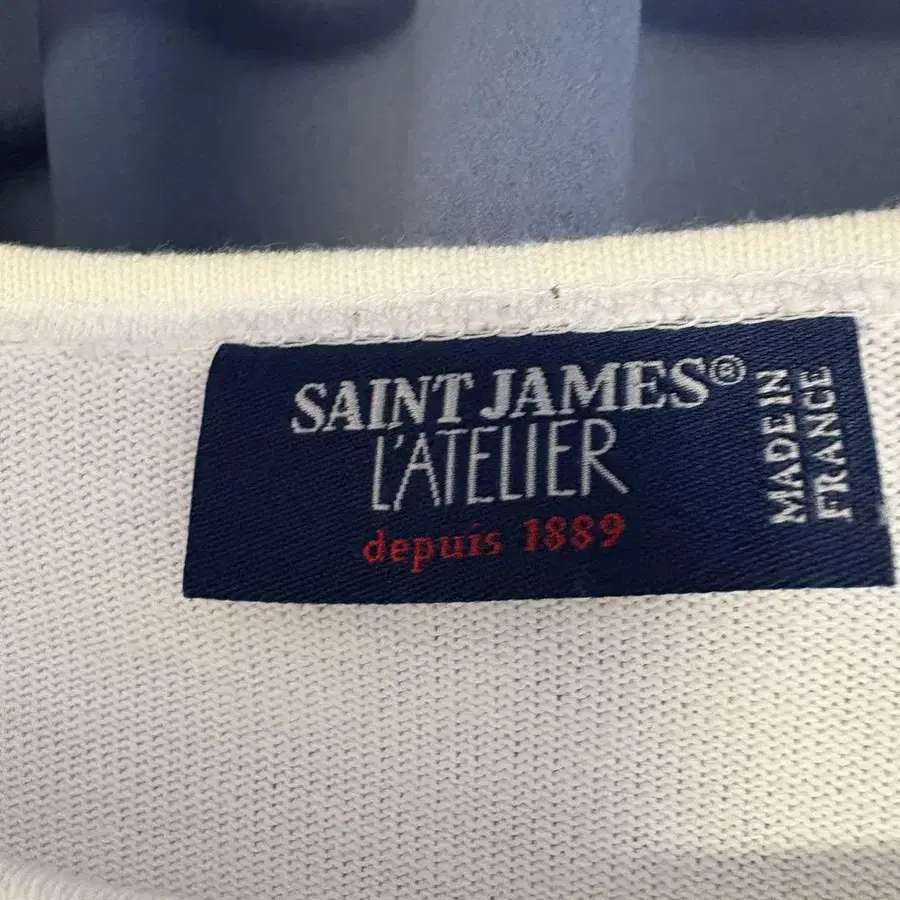 SAINT JAMES®
L'ATELIER
depuis 1889
MADE IN
FRANCE